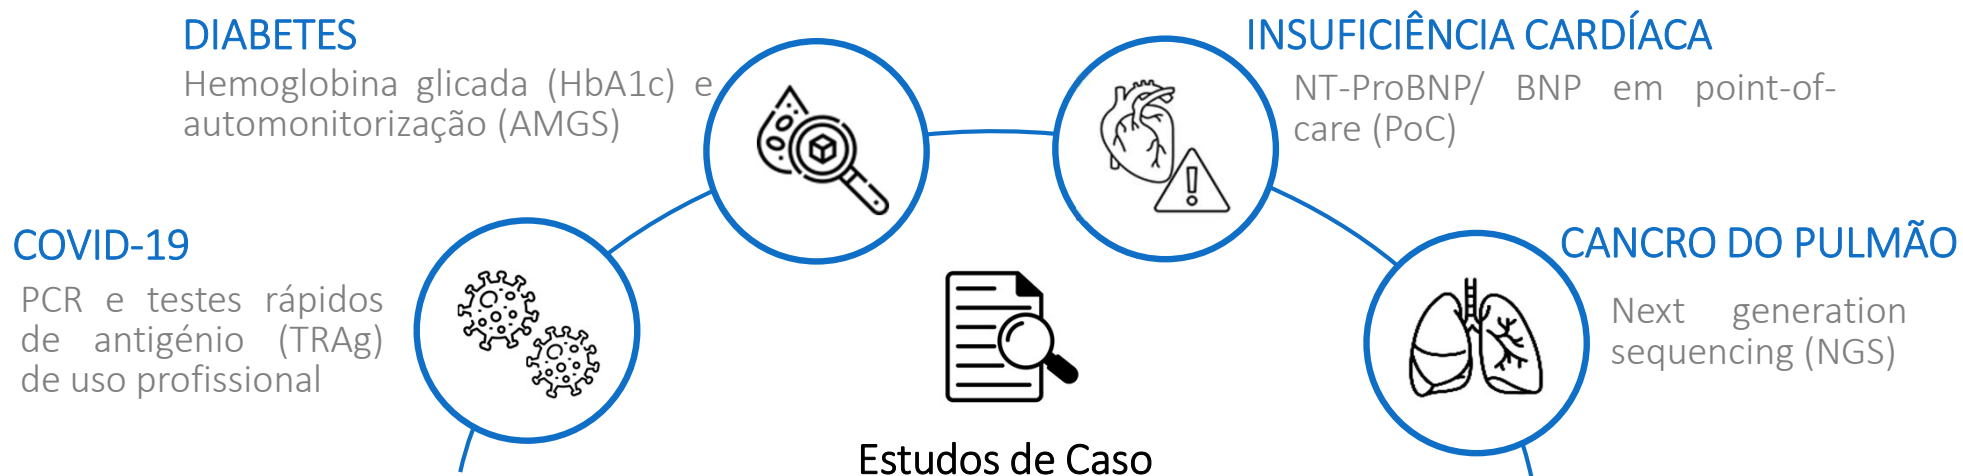 DIABETES
Hemoglobina glicada (HbA1c) e
automonitorização (AMGS)
INSUFICIÊNCIA CARDÍACA
NT-ProBNP/ BNP em point-of-
care (PoC)
COVID-19
PCR e testes rápidos
de antigénio (TRAg)
de uso profissional
CANCRO DO PULMÃO
Next generation
sequencing (NGS)
Estudos de Caso